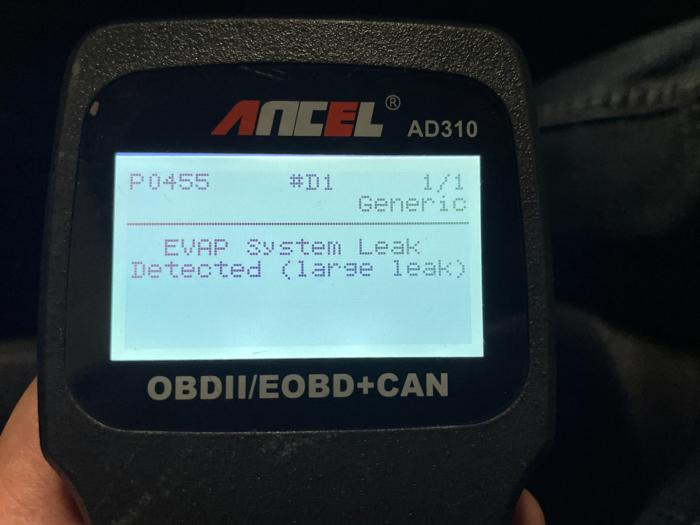 ANCEL®
AD310
P0455 #D1 1/1
Generic
EVAP System Leak
Detected (large leak)
OBDII/EOBD+CAN